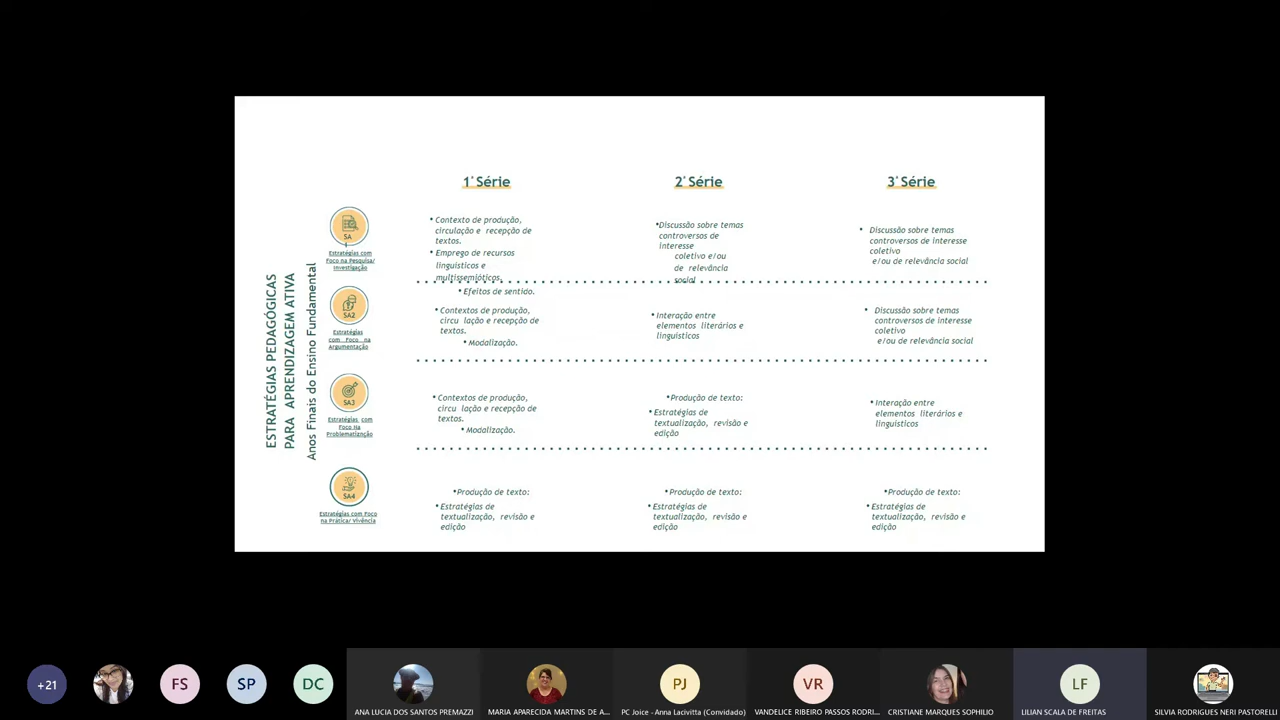 ESTRATÉGIAS PEDAGÓGICAS
PARA APRENDIZAGEM ATIVA
Anos Finais do Ensino Fundamental
1ª Série
2ª Série
3ª Série
SA
1
Estratégias com
Foco na Pesquisa/
Investigação
• Contexto de produção,
circulação e recepção de
textos.
• Emprego de recursos
linguísticos e
multissemióticos.
• Efeitos de sentido.
•Discussão sobre temas
controversos de
interesse
coletivo e/ou
de relevância
social
• Discussão sobre temas
controversos de interesse
coletivo
e/ou de relevância social
SA2
Estratégias
com Foco na
Argumentação
• Contextos de produção,
circu lação e recepção de
textos.
• Modalização.
• Interação entre
elementos literários e
linguísticos
• Discussão sobre temas
controversos de interesse
coletivo
e/ou de relevância social
SA3
Estratégias com
Foco Na
Problematização
• Contextos de produção,
circu lação e recepção de
textos.
• Modalização.
•Produção de texto:
• Estratégias de
textualização, revisão e
edição
• Interação entre
elementos literários e
linguísticos
SA4
Estratégias com Foco
na Prática/ Vivência
•Produção de texto:
• Estratégias de
textualização, revisão e
edição
•Produção de texto:
• Estratégias de
textualização, revisão e
edição
•Produção de texto:
• Estratégias de
textualização, revisão e
edição
+21
FS
SP
DC
PJ
VR
LF
ANA LUCIA DOS SANTOS PREMAZZI
MARIA APARECIDA MARTINS DE A...
PC Joice - Anna Lacivitta (Convidado)
VANDELICE RIBEIRO PASSOS RODRI...
CRISTIANE MARQUES SOPHILIO
LILIAN SCALA DE FREITAS
SILVIA RODRIGUES NERI PASTORELLI